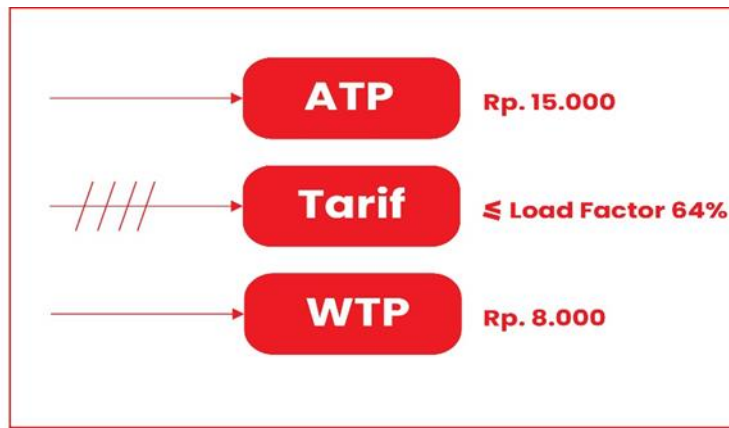 ATP Rp. 15.000
Tarif ≤ Load Factor 64%
WTP Rp. 8.000